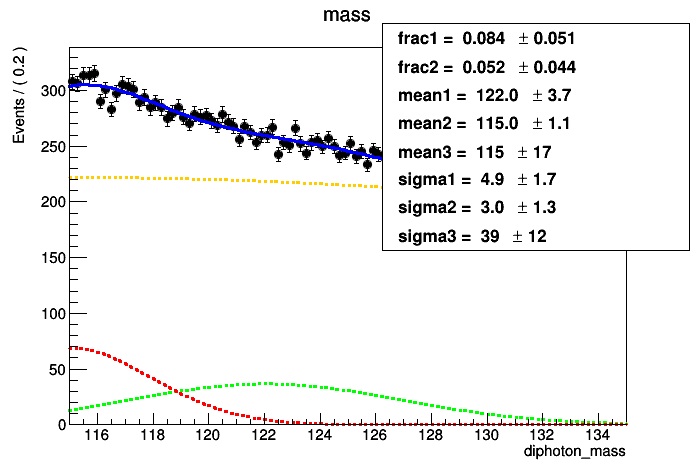 mass
frac1 = 0.084 ± 0.051
frac2 = 0.052 ± 0.044
mean1 = 122.0 ± 3.7
mean2 = 115.0 ± 1.1
mean3 = 115 ± 17
sigma1 = 4.9 ± 1.7
sigma2 = 3.0 ± 1.3
sigma3 = 39 ± 12
Events / ( 0.2 )
300
250
200
150
100
50
0
116 118 120 122 124 126 128 130 132 134
diphoton_mass